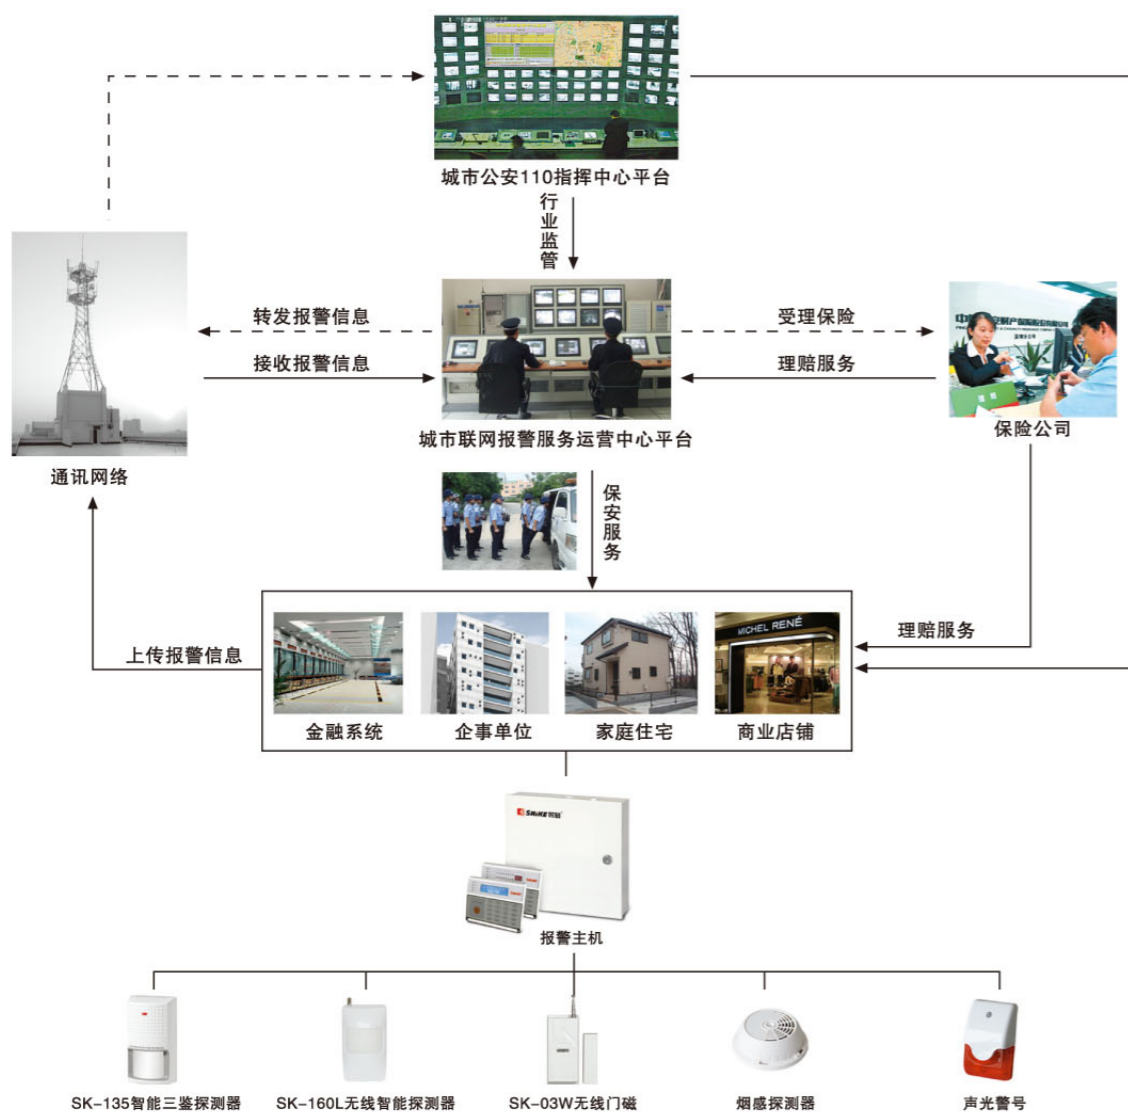 城市公安110指挥中心平台
行业监管
转发报警信息
受理保险
接收报警信息
理赔服务
城市联网报警服务运营中心平台
保险公司
通讯网络
保安服务
MICHEL RENÉ
理赔服务
上传报警信息
金融系统
企事单位
家庭住宅
商业店铺
SHIKE
报警主机
SK-135智能三鉴探测器
SK-160L无线智能探测器
SK-03W无线门磁
烟感探测器
声光警号